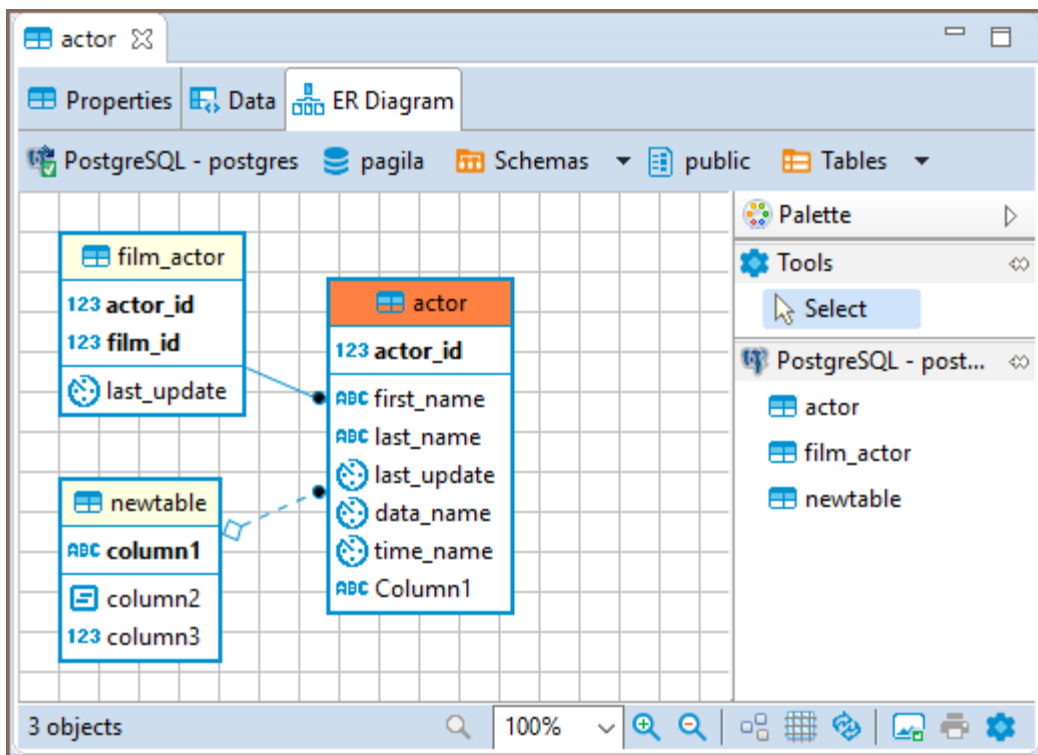 actor
Properties Data ER Diagram
PostgreSQL - postgres pagila Schemas public Tables
film_actor
123 actor_id
123 film_id
last_update
actor
123 actor_id
ABC first_name
ABC last_name
last_update
data_name
time_name
ABC Column1
newtable
ABC column1
column2
123 column3
Palette
Tools
Select
PostgreSQL - post...
actor
film_actor
newtable
3 objects 100%